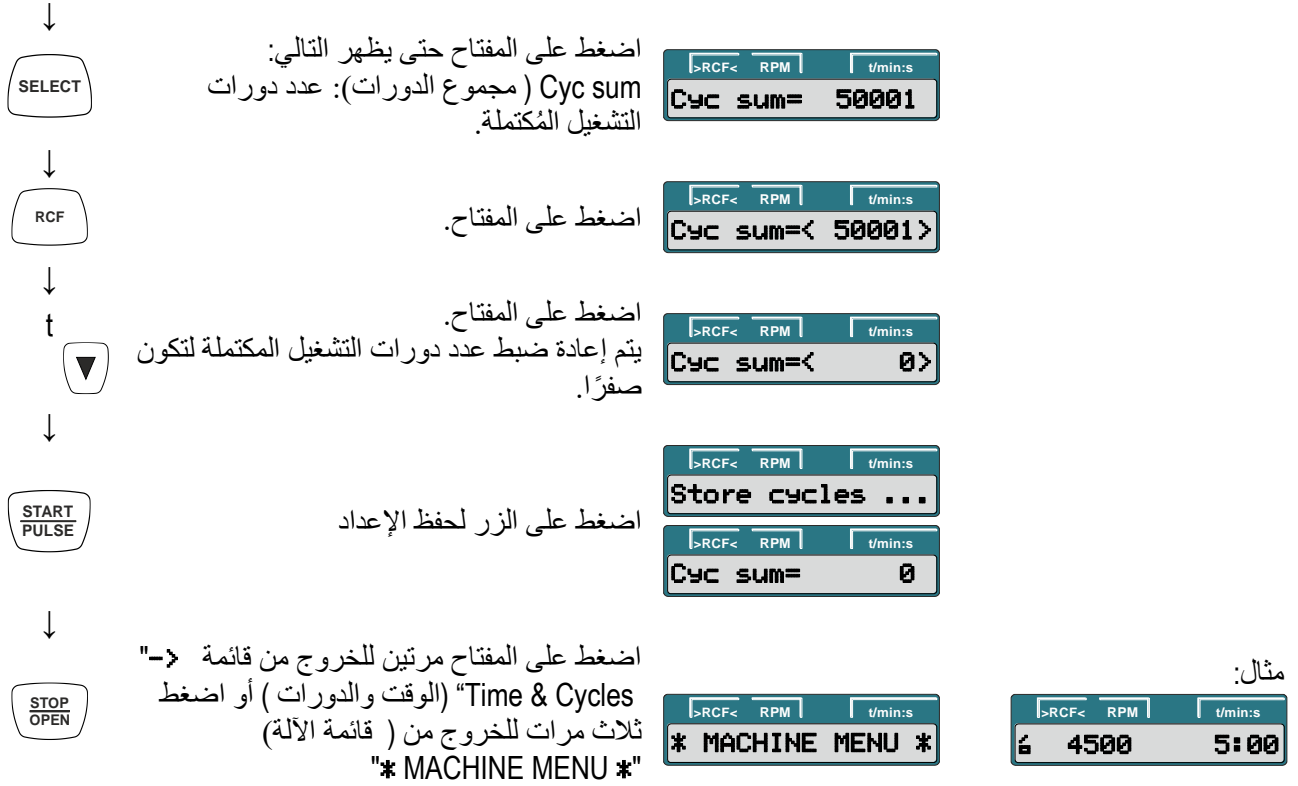 ↓
SELECT
اضغط على المفتاح حتى يظهر التالي:
Cyc sum ( مجموع الدورات): عدد دورات
التشغيل المُكتملة.
>RCF< RPM t/min:s
Cyc sum= 50001
↓
RCF
اضغط على المفتاح.
>RCF< RPM t/min:s
Cyc sum=< 50001>
↓
t
▼
اضغط على المفتاح.
يتم إعادة ضبط عدد دورات التشغيل المكتملة لتكون
صفرًا.
>RCF< RPM t/min:s
Cyc sum=< 0>
↓
START
PULSE
اضغط على الزر لحفظ الإعداد
>RCF< RPM t/min:s
Store cycles ...
>RCF< RPM t/min:s
Cyc sum= 0
↓
STOP
OPEN
اضغط على المفتاح مرتين للخروج من قائمة "->
Time & Cycles“ (الوقت والدورات ) أو اضغط
ثلاث مرات للخروج من ( قائمة الآلة)
"* MACHINE MENU *"
>RCF< RPM t/min:s
* MACHINE MENU *
مثال:
>RCF< RPM t/min:s
4500 5:00